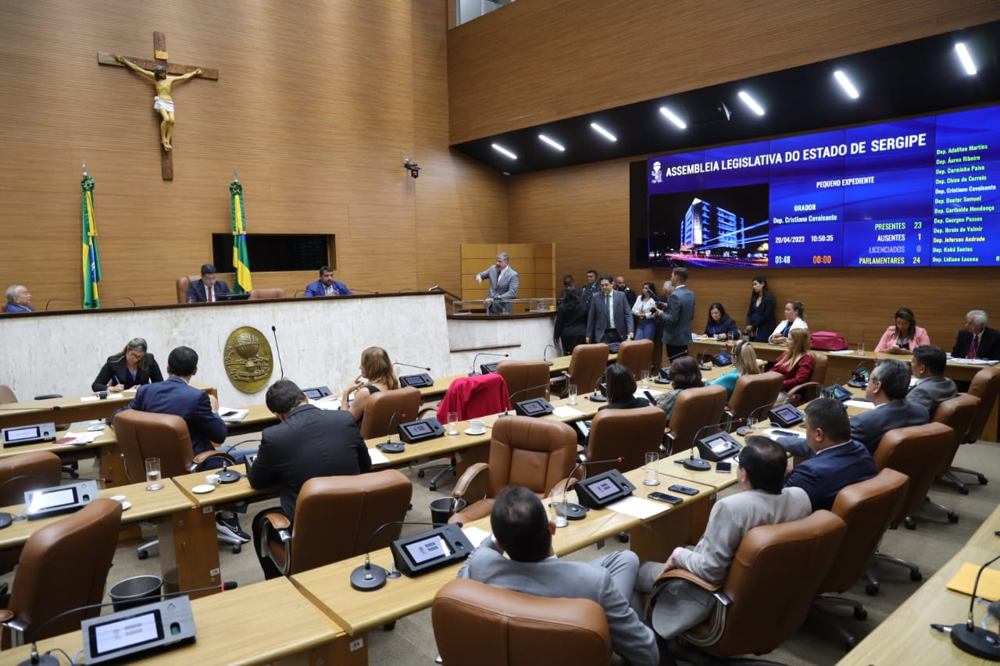 ASSEMBLEIA LEGISLATIVA DO ESTADO DE SERGIPE
PEQUENO EXPEDIENTE
ORADOR
Dep. Cristiano Cavalcante
20/04/2023 10:50:35
01:48 00:00
PRESENTES 23
AUSENTES 1
LICENCIADOS 0
PARLAMENTARES 24
Dep. Adailton Martins
Dep. Áurea Ribeiro
Dep. Carminha Paiva
Dep. Chico do Correio
Dep. Cristiano Cavalcante
Dep. Doutor Samuel
Dep. Garibalde Mendonça
Dep. Georgeo Passos
Dep. Ibrain de Valmir
Dep. Jeferson Andrade
Dep. Kaká Santos
Dep. Lidiane Lucena
14